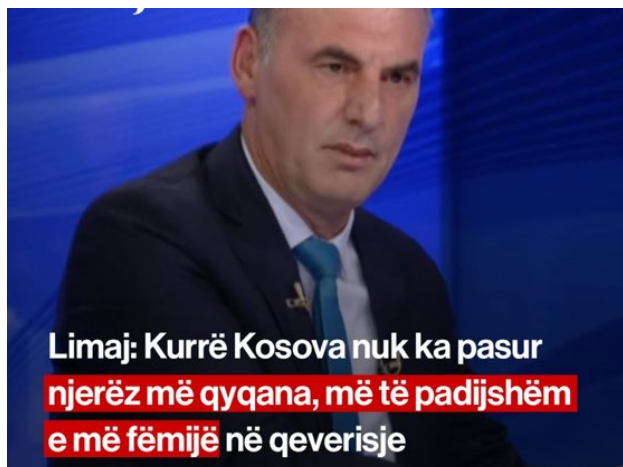 Limaj: Kurrë Kosova nuk ka pasur
njerëz më qyqana, më të padijshëm
e më fëmijë në qeverisje